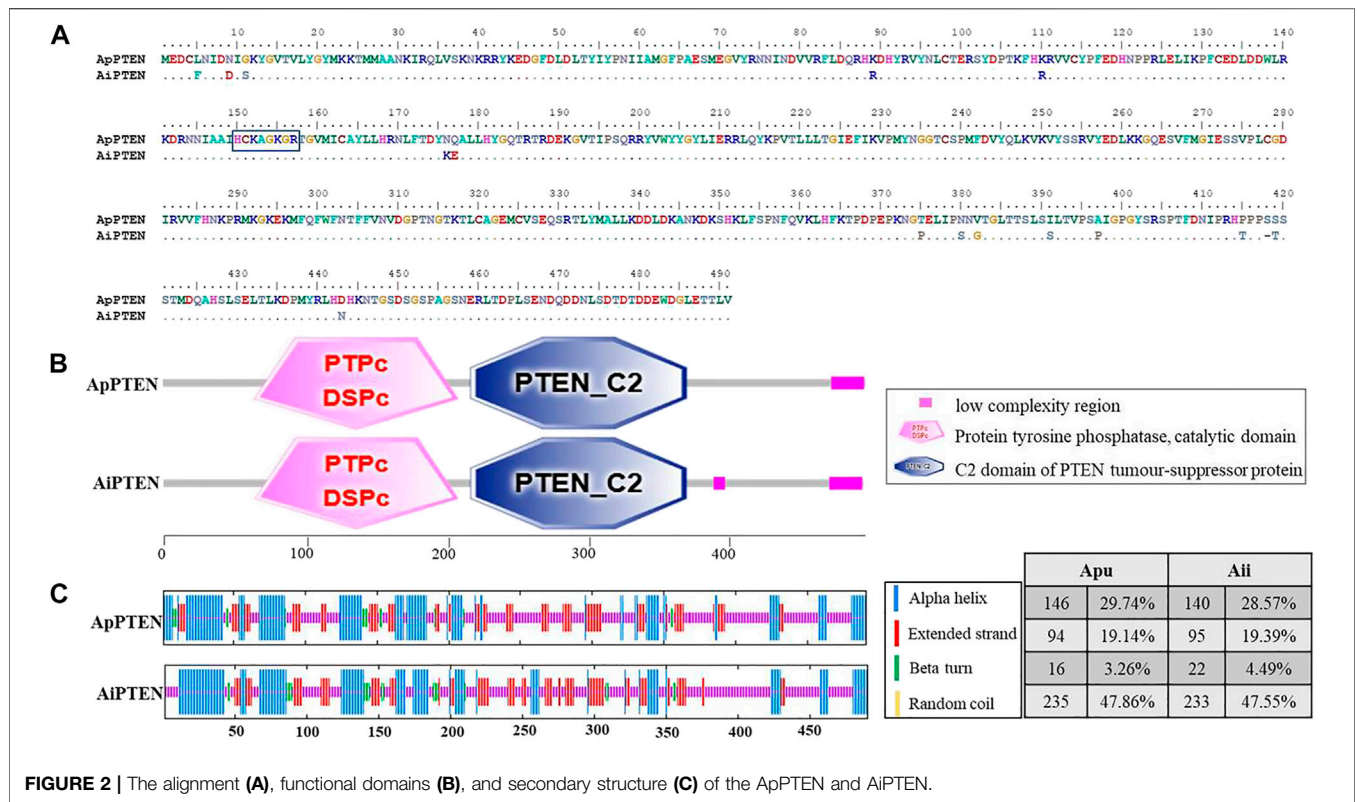 A
10 20 30 40 50 60 70 80 90 100 110 120 130 140
ApPTEN MEDCLNIDNIGKYGVTVLYGYMKKTMMAANKIRQLVSKNKRRYKEDGFDLDLTYIYPNIIAMGFPAESMEGVYRNNINDVVRFLDQRHKDHYRVYNLCTERSYDPTKFHKRVVCYPFEDHNPPRLELIKPFCEDLDDWLR
AiPTEN ....F...D.S.............................................................................R....................R..............................
150 160 170 180 190 200 210 220 230 240 250 260 270 280
ApPTEN KDRNNIAAIHCKAGKGRTGVMICAYLLHRNLFTDYNQALLHYGQTRTRDEKGVTIPSQRRYVWYYGYLIERRLQYKPVTLLLTGIEFIKVPMYNGGTCSPMFDVYQLKVKVYSSRVYEDLKKGQESVFMGIESSVPLCGD
AiPTEN ...................................KE.......................................................................................................
290 300 310 320 330 340 350 360 370 380 390 400 410 420
ApPTEN IRVVFHNKPRMKGKEKMFQFWFNTFFVNVDGPTNGTKTLCAGEMCVSEQSRTLYMALLKDDLDKANKDKSHKLFSPNFQVKLHFKTPDPEPKNGTELIPNNVTGLTTSLSILTVPSAIGPGYSRSPTFDNIPRHPPPSSS
AiPTEN ..............................................................................................P....S.G........S.....P.................T..-T.
430 440 450 460 470 480 490
ApPTEN STMDQAHSLSELTLKDPMYRLHDHKNTGSDSGSPAGSNERLTDPLSENDQDDNLSDTDTDDEWDGLETTLV
AiPTEN ......................N................................................
B
ApPTEN PTPc DSPc PTEN_C2
AiPTEN PTPc DSPc PTEN_C2
0 100 200 300 400 300
low complexity region
PTPc DSPc Protein tyrosine phosphatase, catalytic domain
PTEN_C2 C2 domain of PTEN tumour-suppressor protein
C
ApPTEN
AiPTEN
50 100 150 200 250 300 350 400 450
Apu Aii
Alpha helix 146 29.74% 140 28.57%
Extended strand 94 19.14% 95 19.39%
Beta turn 16 3.26% 22 4.49%
Random coil 235 47.86% 233 47.55%
FIGURE 2 | The alignment (A), functional domains (B), and secondary structure (C) of the ApPTEN and AiPTEN.